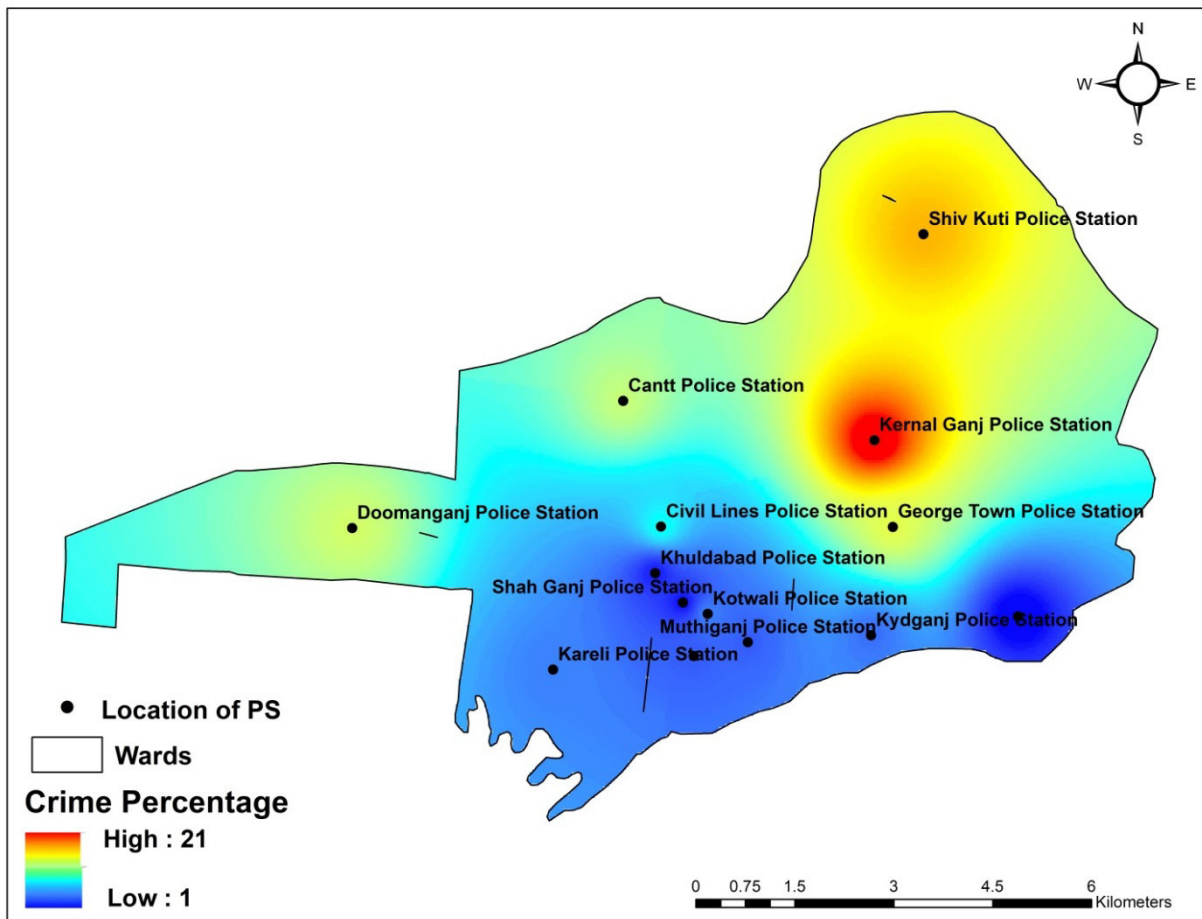 N
W E
S
Shiv Kuti Police Station
Cantt Police Station
Kernal Ganj Police Station
Doomanganj Police Station
Civil Lines Police Station
George Town Police Station
Khuldabad Police Station
Shah Ganj Police Station
Kotwali Police Station
Kydganj Police Station
Muthiganj Police Station
Kareli Police Station
Location of PS
Wards
Crime Percentage
High : 21
Low : 1
0 0.75 1.5 3 4.5 6
Kilometers